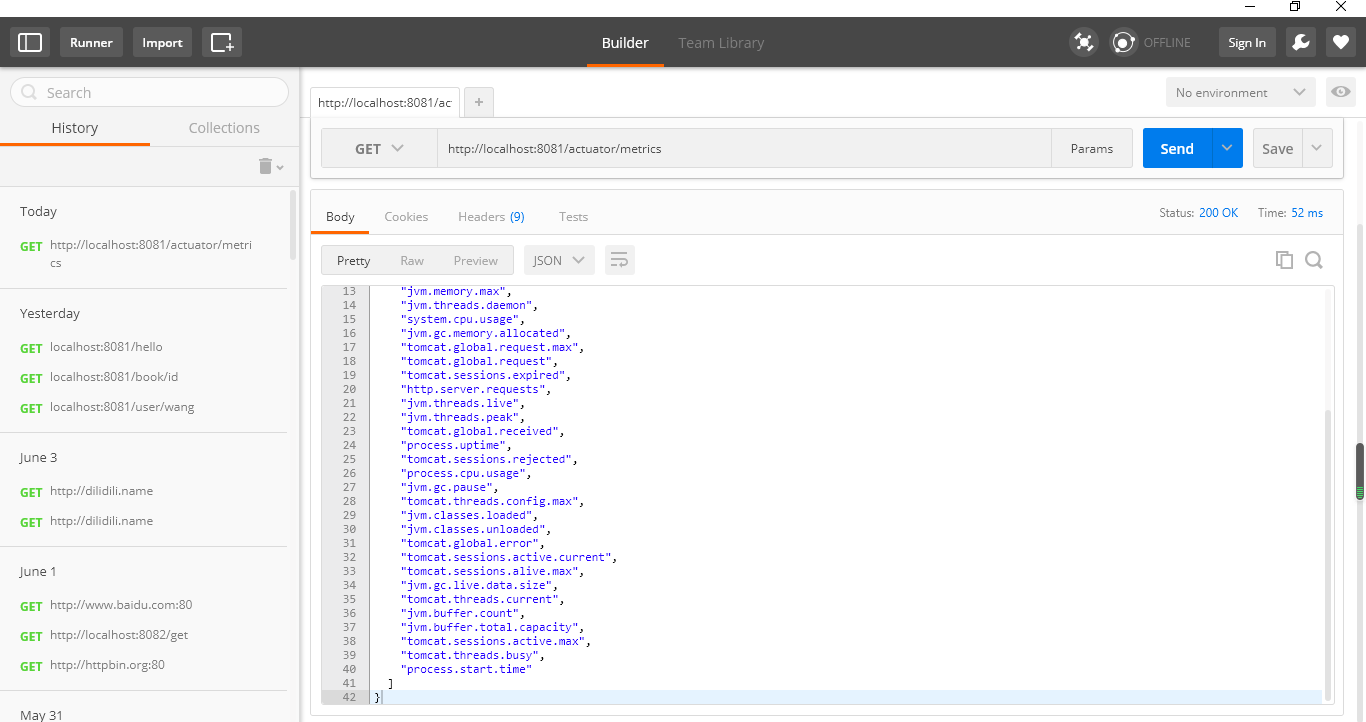 Runner
Import
Builder
Team Library
OFFLINE
Sign In
Search
History
Collections
Today
GET http://localhost:8081/actuator/metri
cs
Yesterday
GET localhost:8081/hello
GET localhost:8081/book/id
GET localhost:8081/user/wang
June 3
GET http://dilidili.name
GET http://dilidili.name
June 1
GET http://www.baidu.com:80
GET http://localhost:8082/get
GET http://httpbin.org:80
May 31
http://localhost:8081/ac
+
No environment
GET
http://localhost:8081/actuator/metrics
Params
Send
Save
Body
Cookies
Headers (9)
Tests
Status: 200 OK
Time: 52 ms
Pretty
Raw
Preview
JSON
13 "jvm.memory.max",
14 "jvm.threads.daemon",
15 "system.cpu.usage",
16 "jvm.gc.memory.allocated",
17 "tomcat.global.request.max",
18 "tomcat.global.request",
19 "tomcat.sessions.expired",
20 "http.server.requests",
21 "jvm.threads.live",
22 "jvm.threads.peak",
23 "tomcat.global.received",
24 "process.uptime",
25 "tomcat.sessions.rejected",
26 "process.cpu.usage",
27 "jvm.gc.pause",
28 "tomcat.threads.config.max",
29 "jvm.classes.loaded",
30 "jvm.classes.unloaded",
31 "tomcat.global.error",
32 "tomcat.sessions.active.current",
33 "tomcat.sessions.alive.max",
34 "jvm.gc.live.data.size",
35 "tomcat.threads.current",
36 "jvm.buffer.count",
37 "jvm.buffer.total.capacity",
38 "tomcat.sessions.active.max",
39 "tomcat.threads.busy",
40 "process.start.time"
41 ]
42 }